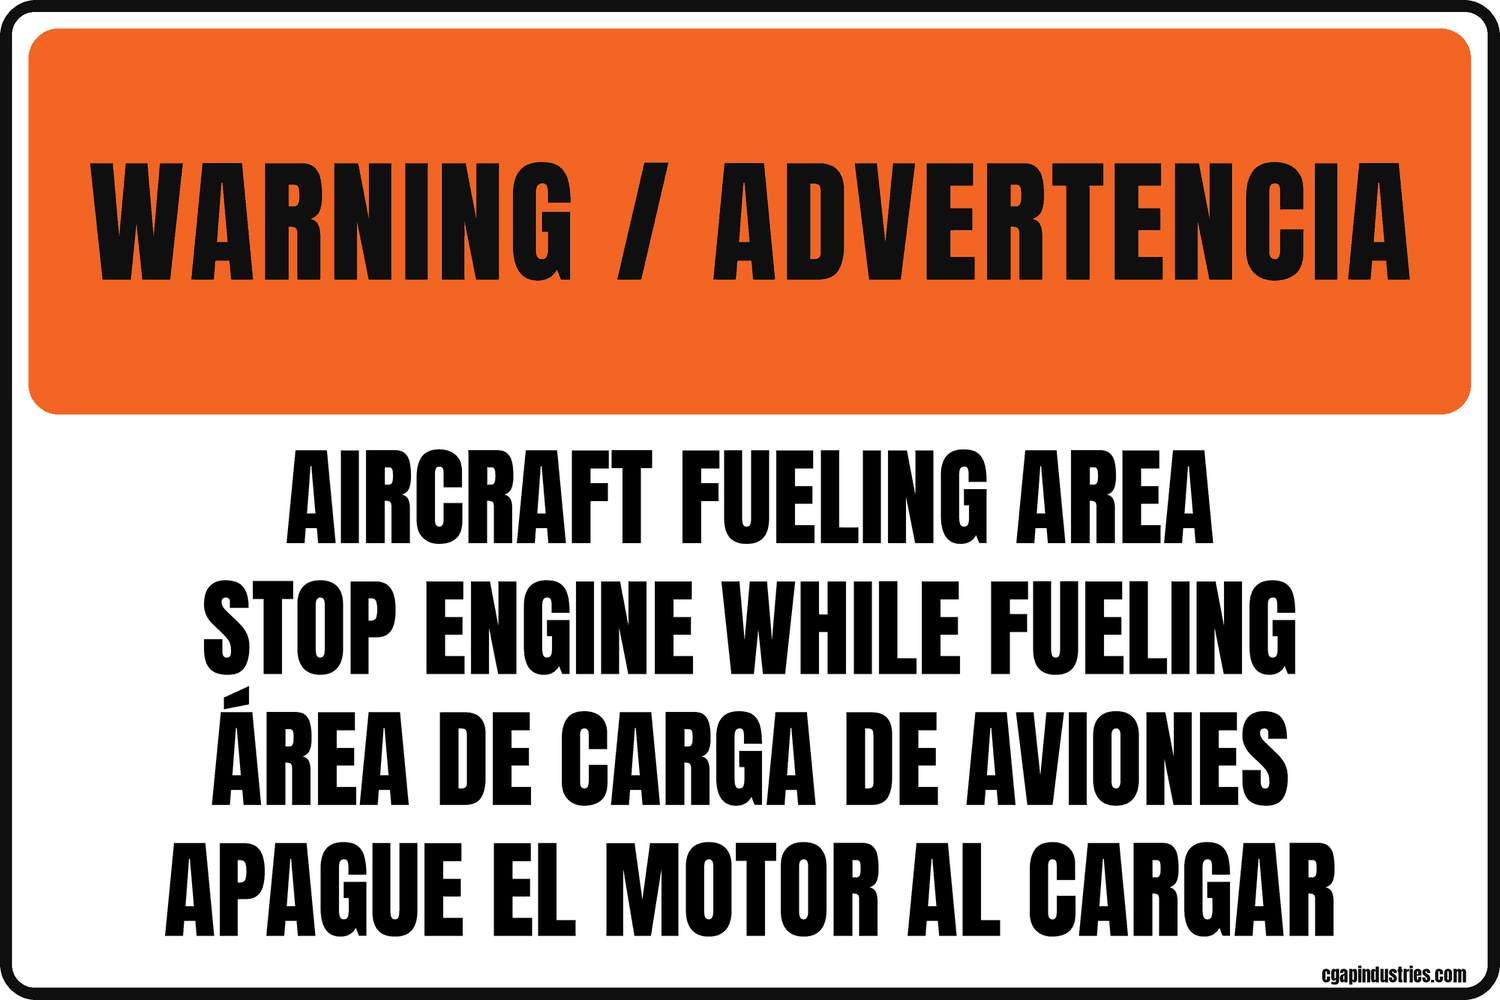 WARNING / ADVERTENCIA
AIRCRAFT FUELING AREA
STOP ENGINE WHILE FUELING
ÁREA DE CARGA DE AVIONES
APAGUE EL MOTOR AL CARGAR
cgapindustries.com